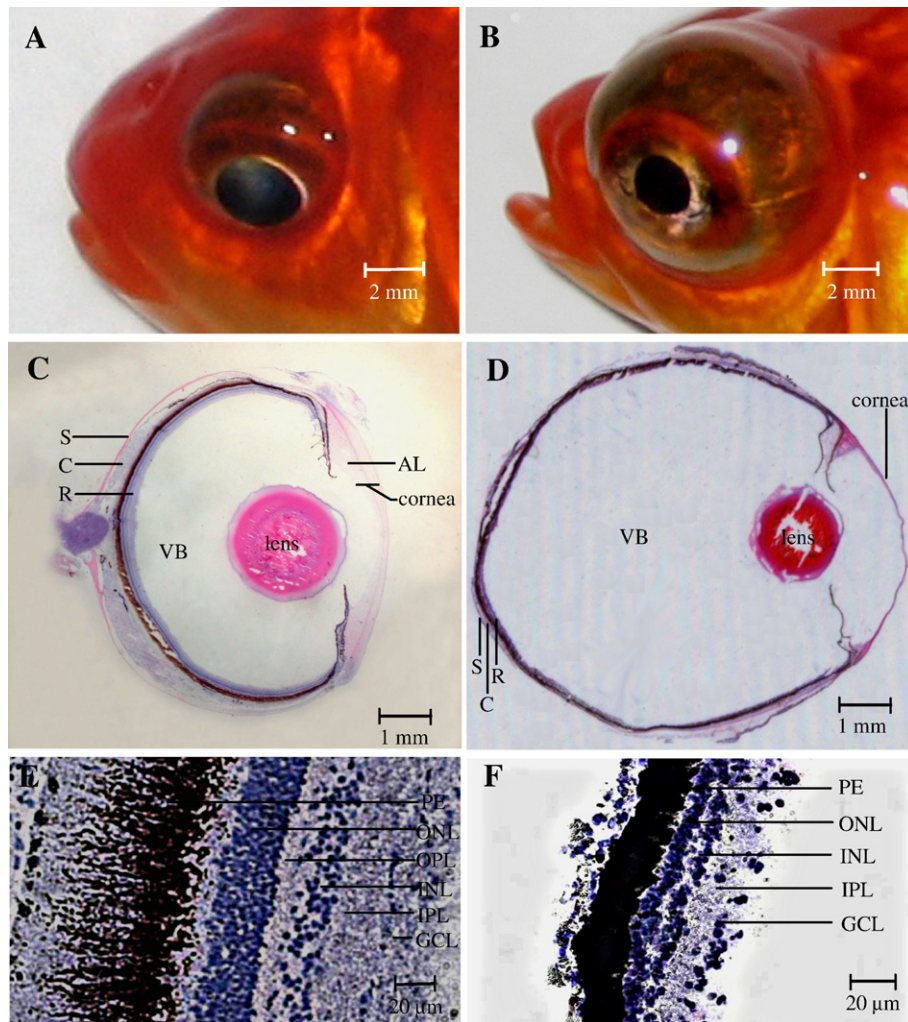 A
2 mm
B
2 mm
C
S
C
R
VB
lens
AL
cornea
1 mm
D
cornea
VB
lens
S
C
R
1 mm
E
PE
ONL
OPL
INL
IPL
GCL
20 µm
F
PE
ONL
INL
IPL
GCL
20 µm